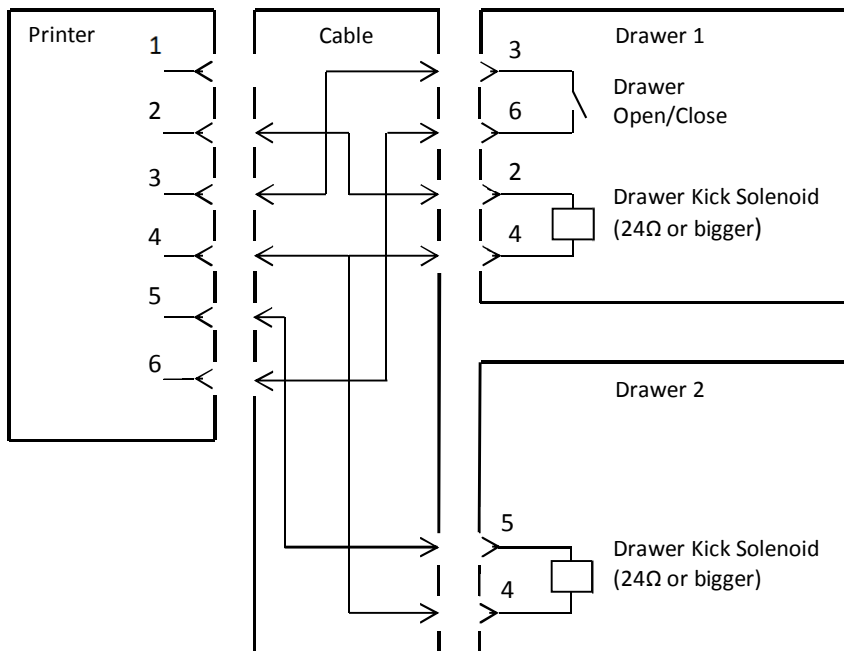 Printer
1
2
3
4
5
6
Cable
Drawer 1
3
Drawer
Open/Close
6
2
Drawer Kick Solenoid
(24Ω or bigger)
4
Drawer 2
5
Drawer Kick Solenoid
(24Ω or bigger)
4